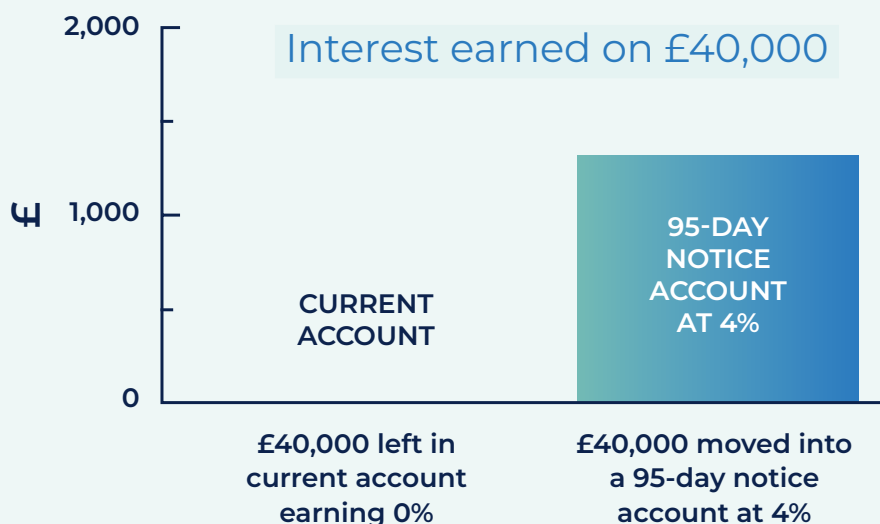 Interest earned on £40,000
£
2,000
1,000
0
CURRENT
ACCOUNT
95-DAY
NOTICE
ACCOUNT
AT 4%
£40,000 left in
current account
earning 0%
£40,000 moved into
a 95-day notice
account at 4%